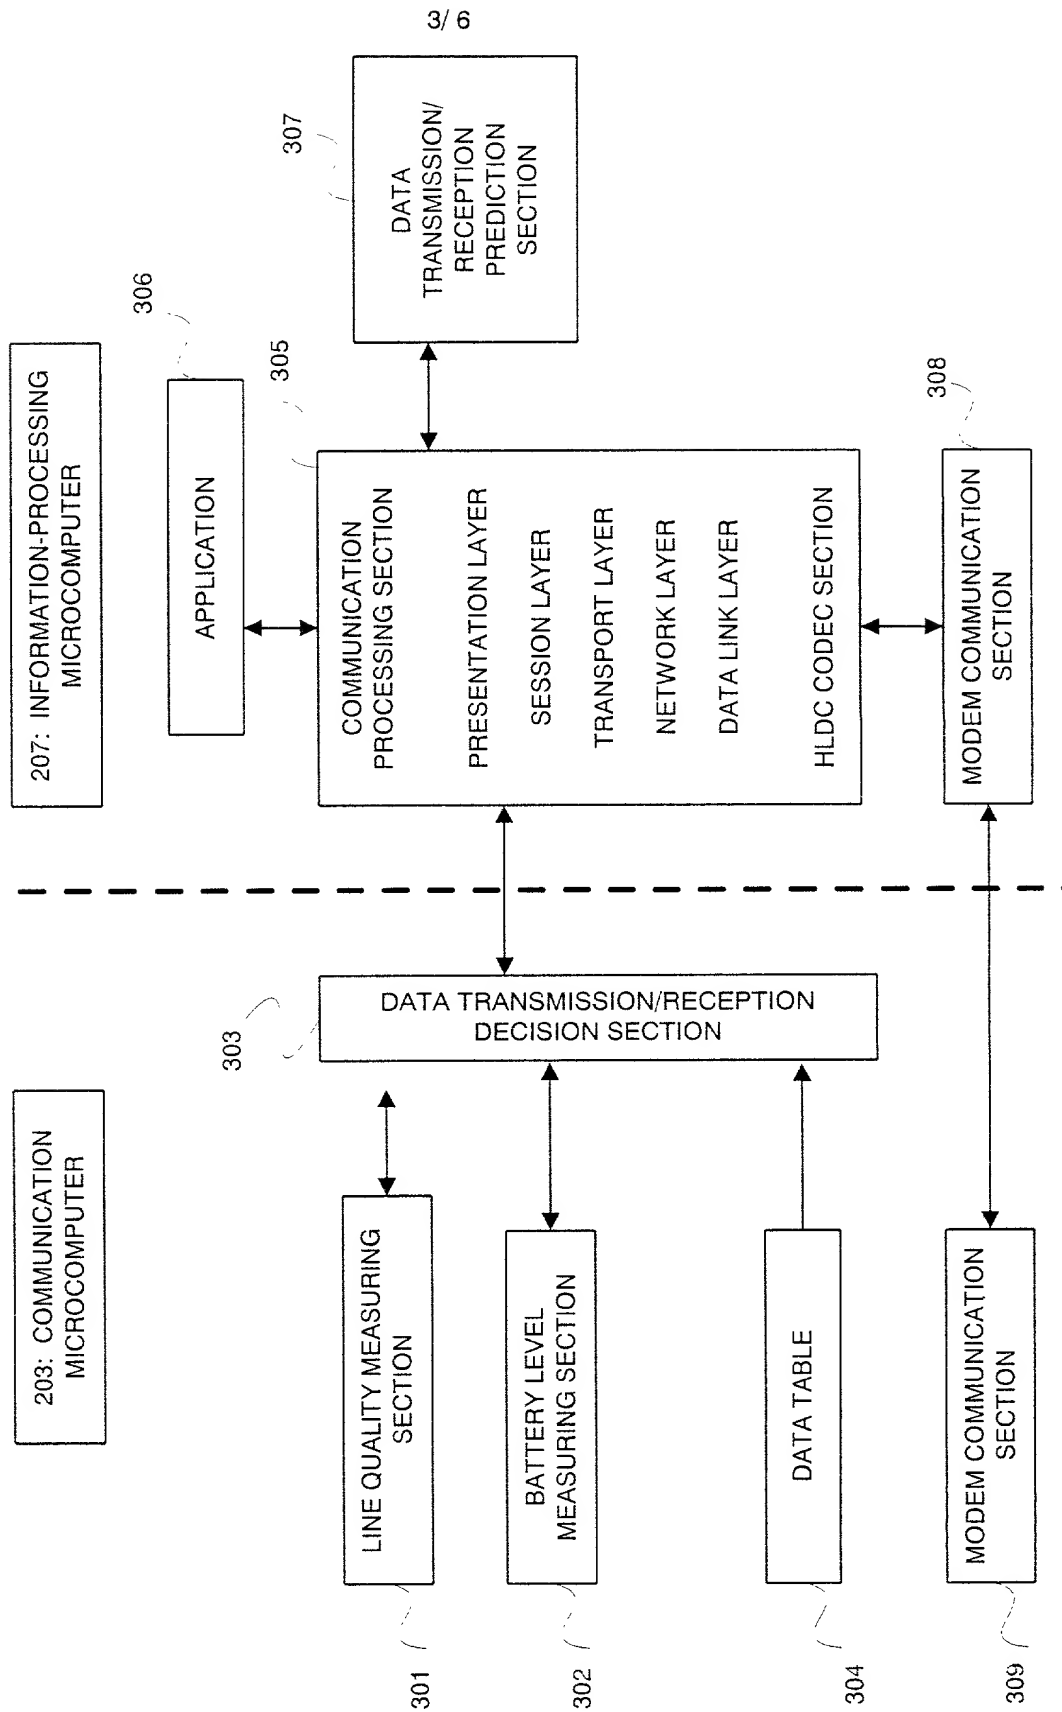 3/ 6
203: COMMUNICATION
MICROCOMPUTER
207: INFORMATION-PROCESSING
MICROCOMPUTER
306
APPLICATION
307
DATA
TRANSMISSION/
RECEPTION
PREDICTION
SECTION
305
COMMUNICATION
PROCESSING SECTION
PRESENTATION LAYER
SESSION LAYER
TRANSPORT LAYER
NETWORK LAYER
DATA LINK LAYER
HLDC CODEC SECTION
303
DATA TRANSMISSION/RECEPTION
DECISION SECTION
301
LINE QUALITY MEASURING
SECTION
302
BATTERY LEVEL
MEASURING SECTION
304
DATA TABLE
309
MODEM COMMUNICATION
SECTION
308
MODEM COMMUNICATION
SECTION